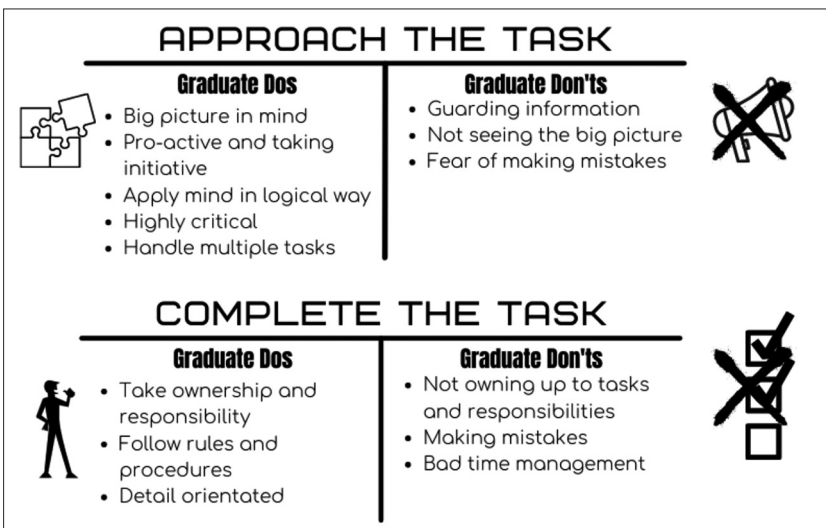 APPROACH THE TASK
Graduate Dos
• Big picture in mind
• Pro-active and taking
initiative
• Apply mind in logical way
• Highly critical
• Handle multiple tasks
Graduate Don'ts
• Guarding information
• Not seeing the big picture
• Fear of making mistakes
COMPLETE THE TASK
Graduate Dos
• Take ownership and
responsibility
• Follow rules and
procedures
• Detail orientated
Graduate Don'ts
• Not owning up to tasks
and responsibilities
• Making mistakes
• Bad time management